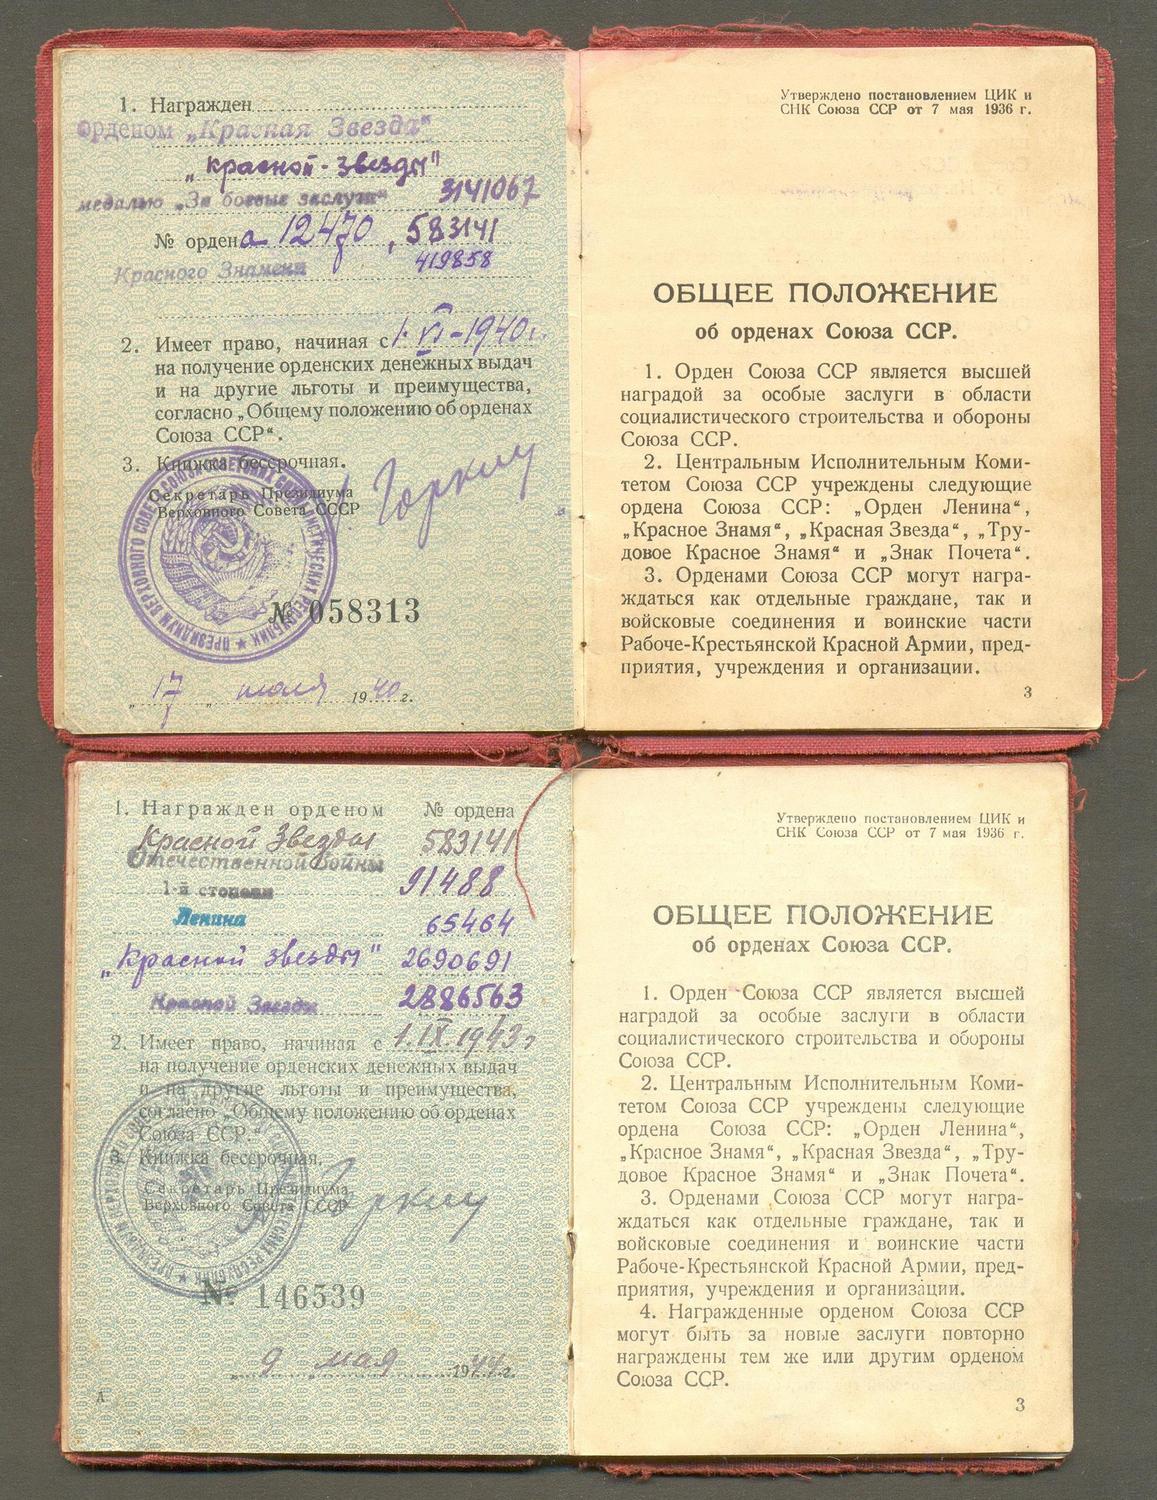 1. Награжден
Орденом „Красная Звезда"
„красной-звезды"
медалью „За боевые заслуги" 3141067
№ ордена 12470, 583141
Красного Знамени 419858
2. Имеет право, начиная с 1·VI-1940г.
на получение орденских денежных выдач
и на другие льготы и преимущества,
согласно „Общему положению об орденах
Союза ССР".
3. Книжка бессрочная.
Секретарь Президиума
Верховного Совета СССР
Горкин
ПРЕЗИДИУМ ВЕРХОВНОГО СОВЕТА СОЮЗА СОВЕТСКИХ СОЦИАЛИСТИЧЕСКИХ РЕСПУБЛИК ★
№ 058313
„17" июля 1940 г.
Утверждено постановлением ЦИК и
СНК Союза ССР от 7 мая 1936 г.
ОБЩЕЕ ПОЛОЖЕНИЕ
об орденах Союза ССР.
1. Орден Союза ССР является высшей
наградой за особые заслуги в области
социалистического строительства и обороны
Союза ССР.
2. Центральным Исполнительным Коми-
тетом Союза ССР учреждены следующие
ордена Союза ССР: „Орден Ленина",
„Красное Знамя", „Красная Звезда", „Тру-
довое Красное Знамя" и „Знак Почета".
3. Орденами Союза ССР могут награ-
ждаться как отдельные граждане, так и
войсковые соединения и воинские части
Рабоче-Крестьянской Красной Армии, пред-
приятия, учреждения и организации.
3
1. Награжден орденом № ордена
Красной Звезды 583141
Отечественной Войны
1-й степени 91488
Ленина 65464
„Красной звезды" 2690691
Красной Звезды 2886563
2. Имеет право, начиная с 1.IX.1943г
на получение орденских денежных выдач
и на другие льготы и преимущества,
согласно „Общему положению об орденах
Союза ССР."
3. Книжка бессрочная.
Секретарь Президиума
Верховного Совета СССР
Горкин
№ 146539
„9" мая 1944 г.
А
Утверждено постановлением ЦИК и
СНК Союза ССР от 7 мая 1936 г.
ОБЩЕЕ ПОЛОЖЕНИЕ
об орденах Союза ССР.
1. Орден Союза ССР является высшей
наградой за особые заслуги в области
социалистического строительства и обороны
Союза ССР.
2. Центральным Исполнительным Коми-
тетом Союза ССР учреждены следующие
ордена Союза ССР: „Орден Ленина",
„Красное Знамя", „Красная Звезда", „Тру-
довое Красное Знамя" и „Знак Почета".
3. Орденами Союза ССР могут награ-
ждаться как отдельные граждане, так и
войсковые соединения и воинские части
Рабоче-Крестьянской Красной Армии, пред-
приятия, учреждения и организации.
4. Награжденные орденом Союза ССР
могут быть за новые заслуги повторно
награждены тем же или другим орденом
Союза ССР.
3